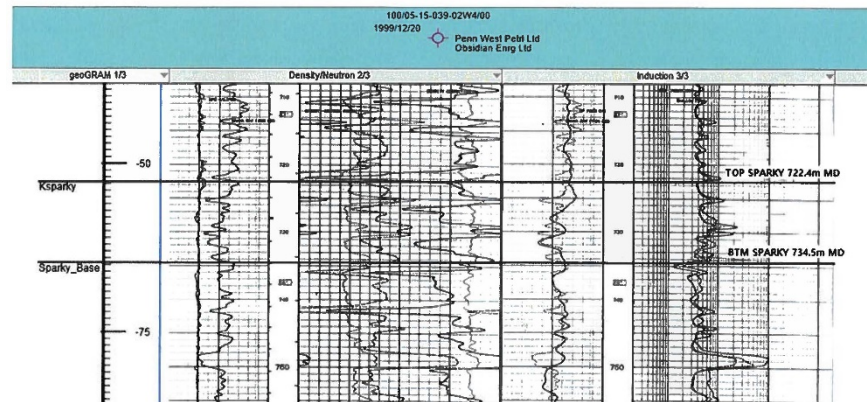 100/05-15-039-02W4/00
1999/12/20
Penn West Petrl Ltd
Obsidian Enrg Ltd
geoGRAM 1/3
Density/Neutron 2/3
Induction 3/3
710
710
-50
720
720
TOP SPARKY 722.4m MD
Ksparky
730
730
BTM SPARKY 734.5m MD
Sparky_Base
740
740
-75
750
750